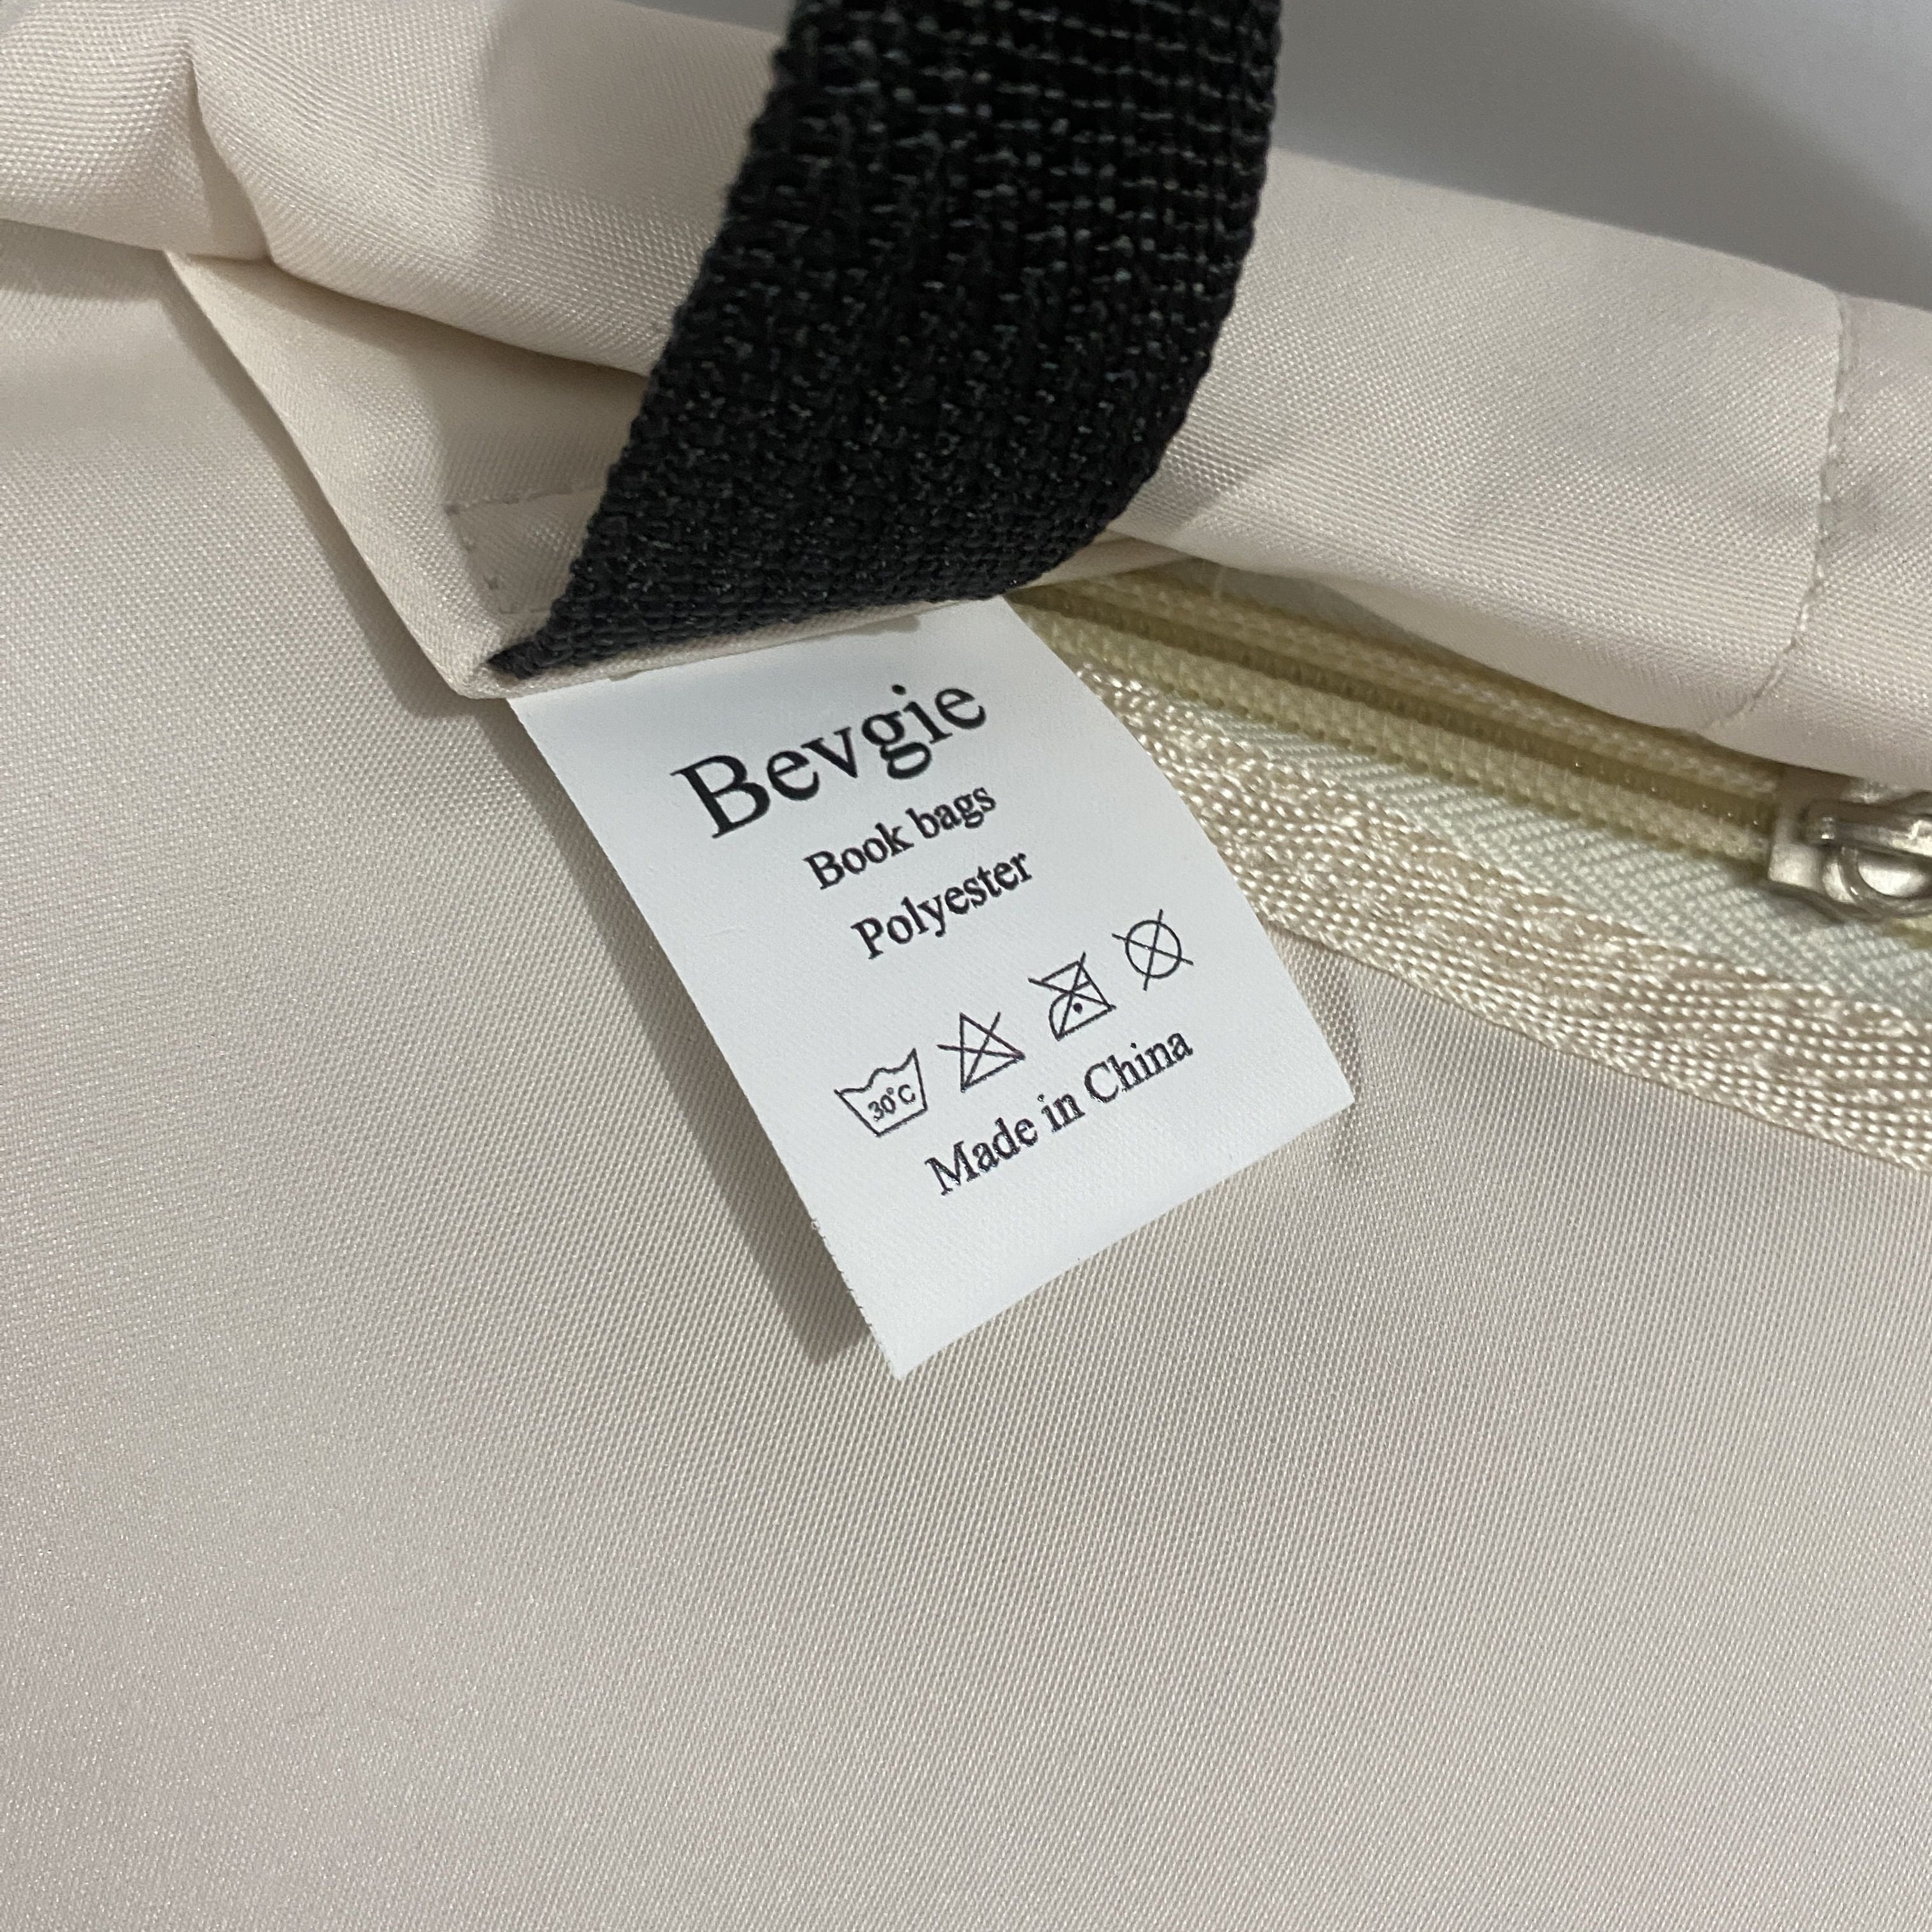 Bevgie
Book bags
Polyester
30°C
Made in China